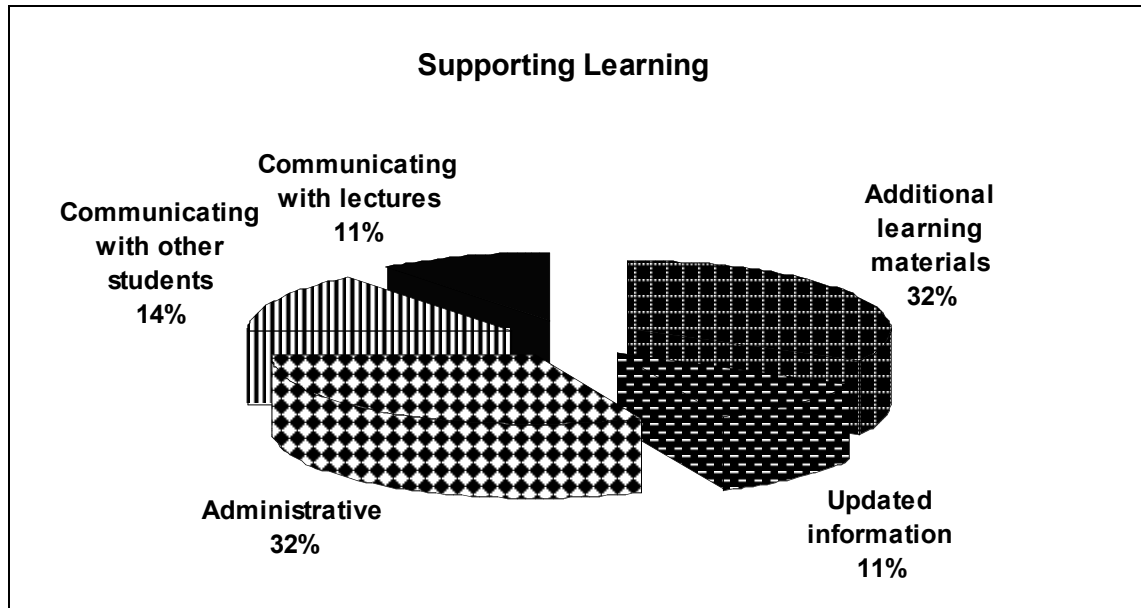 Supporting Learning
Communicating
with lectures
11%
Communicating
with other
students
14%
Additional
learning
materials
32%
Administrative
32%
Updated
information
11%